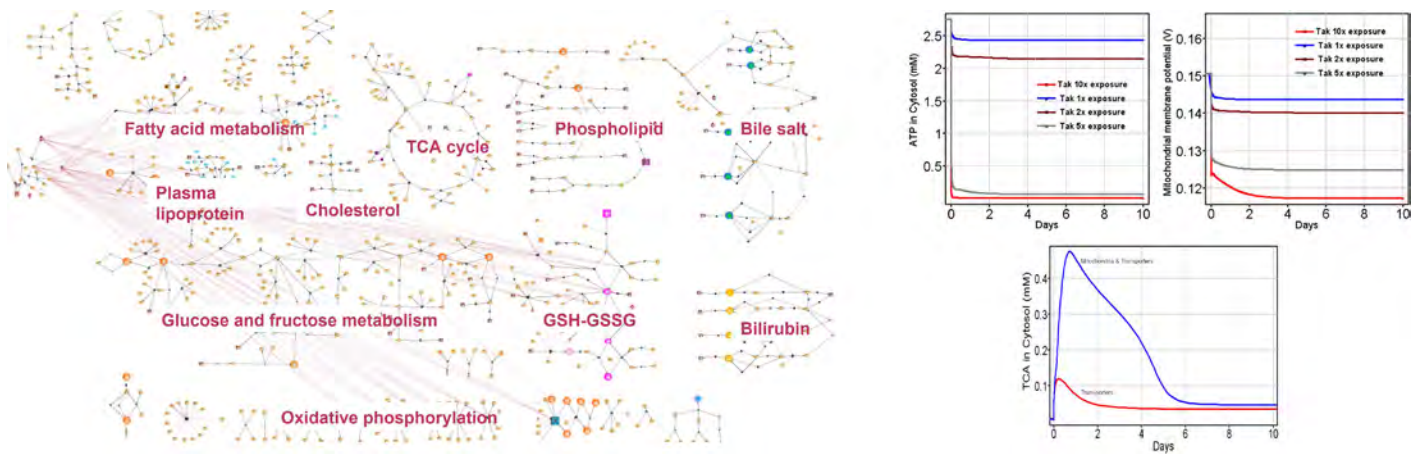 Fatty acid metabolism
TCA cycle
Phospholipid
Bile salt
Plasma
lipoprotein
Cholesterol
Glucose and fructose metabolism
GSH-GSSG
Bilirubin
Oxidative phosphorylation
ATP in Cytosol (mM)
2.5
2
1.5
1
0.5
Tak 10x exposure
Tak 1x exposure
Tak 2x exposure
Tak 5x exposure
0 2 4 6 8 10
Days
Mitochondrial membrane potential (V)
0.16
0.15
0.14
0.13
0.12
Tak 10x exposure
Tak 1x exposure
Tak 2x exposure
Tak 5x exposure
0 2 4 6 8 10
Days
TCA in Cytosol (mM)
0.4
0.3
0.2
0.1
Mitochondria & Transporters
Transporters
0 2 4 6 8 10
Days